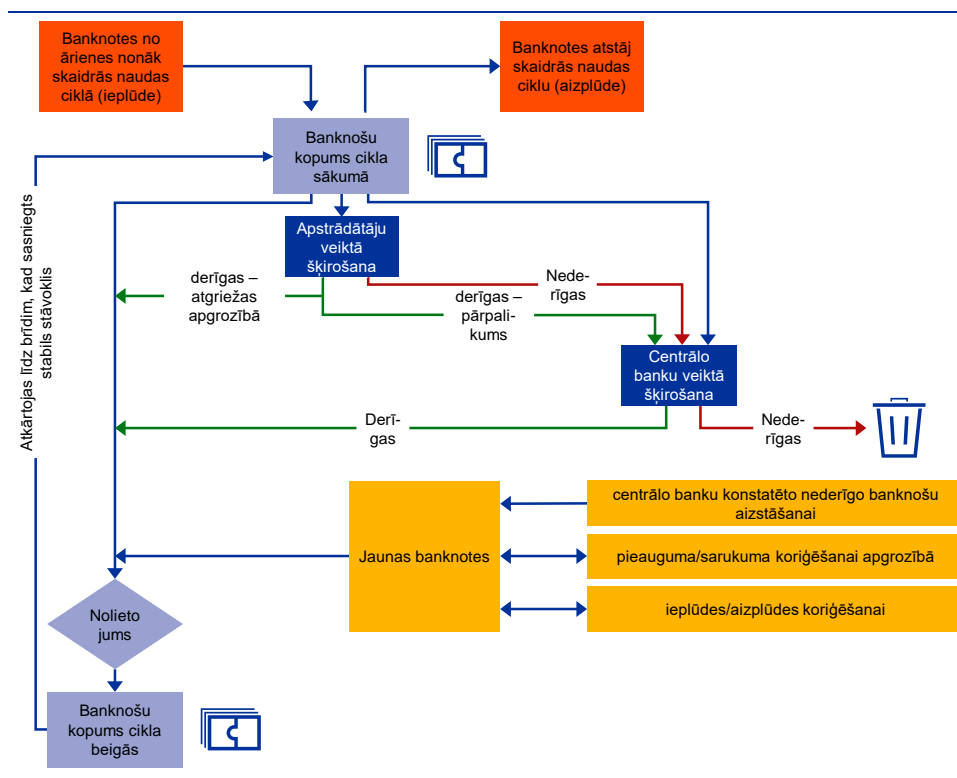 Banknotes no
ārienes nonāk
skaidrās naudas
ciklā (ieplūde)
Banknotes atstāj
skaidrās naudas
ciklu (aizplūde)
Banknošu
kopums cikla
sākumā
Apstrādātāju
veiktā
šķirošana
derīgas –
atgriežas
apgrozībā
derīgas –
pārpali-
kums
Nede-
rīgas
Centrālo
banku veiktā
šķirošana
Derī-
gas
Nede-
rīgas
Atkārtojas līdz brīdim, kad sasniegts
stabils stāvoklis
Jaunas banknotes
centrālo banku konstatēto nederīgo banknošu
aizstāšanai
pieauguma/sarukuma koriģēšanai apgrozībā
ieplūdes/aizplūdes koriģēšanai
Nolieto
jums
Banknošu
kopums cikla
beigās